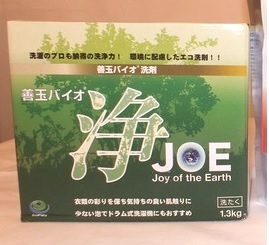 洗濯のプロも納得の洗浄力！ 環境に配慮したエコ洗剤！！
善玉バイオ洗剤
善玉バイオ
浄
JOE
Joy of the Earth
衣類の彩りを保ち気持ちの良い肌触りに
少ない泡でドラム式洗濯機にもおすすめ
洗たく
1.3kg